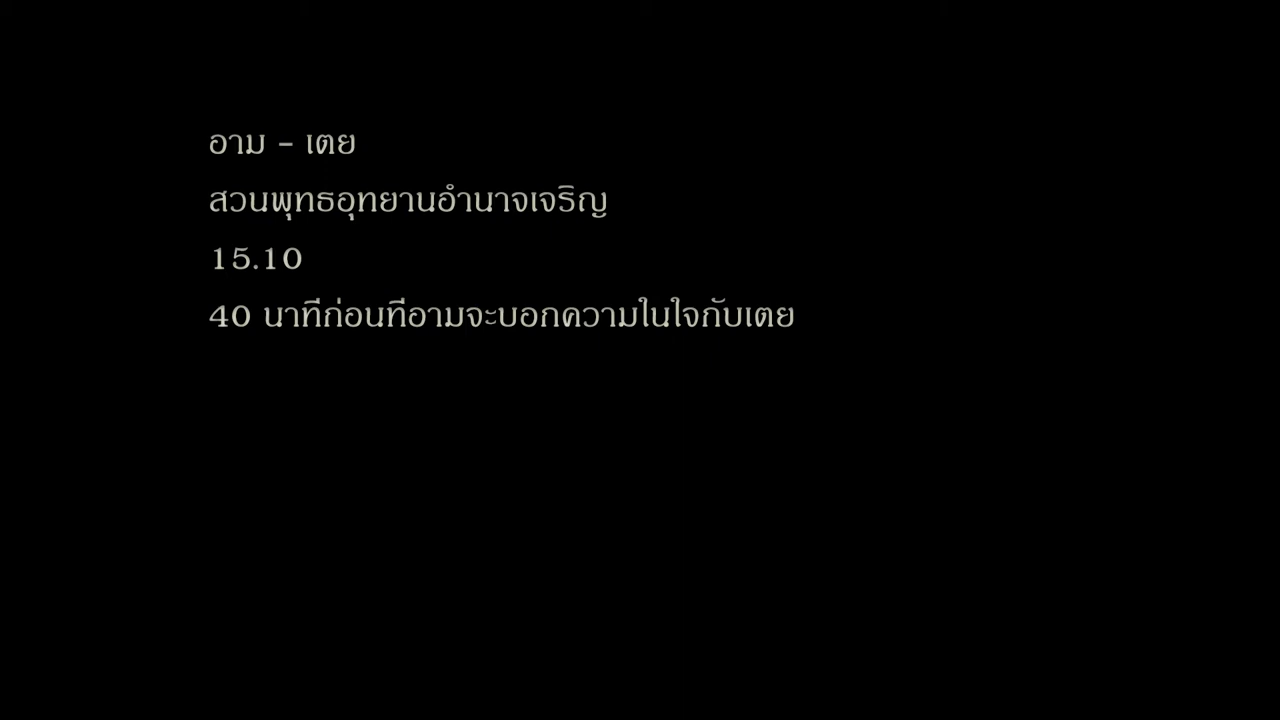 อาม - เตย
สวนพุทธอุทยานอำนาจเจริญ
15.10
40 นาทีก่อนที่อามจะบอกความในใจกับเตย